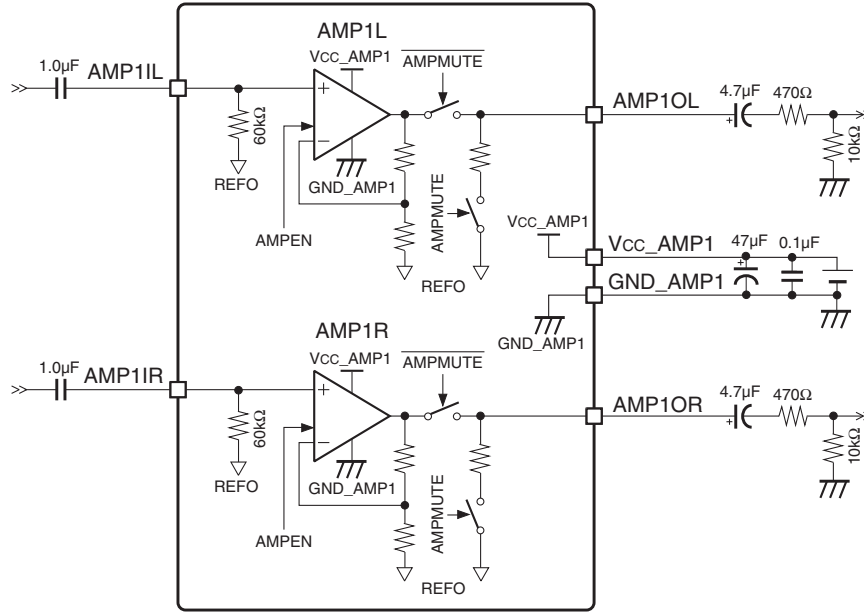 AMP1L
VCC_AMP1
AMPMUTE
1.0μF
AMP1IL
+
60kΩ
REFO
−
GND_AMP1
AMPEN
AMPMUTE
REFO
AMP1OL
4.7μF
+
470Ω
10kΩ
VCC_AMP1
VCC_AMP1
47μF
+
0.1μF
GND_AMP1
GND_AMP1
AMP1R
VCC_AMP1
AMPMUTE
1.0μF
AMP1IR
+
60kΩ
REFO
−
GND_AMP1
AMPEN
AMPMUTE
REFO
AMP1OR
4.7μF
+
470Ω
10kΩ